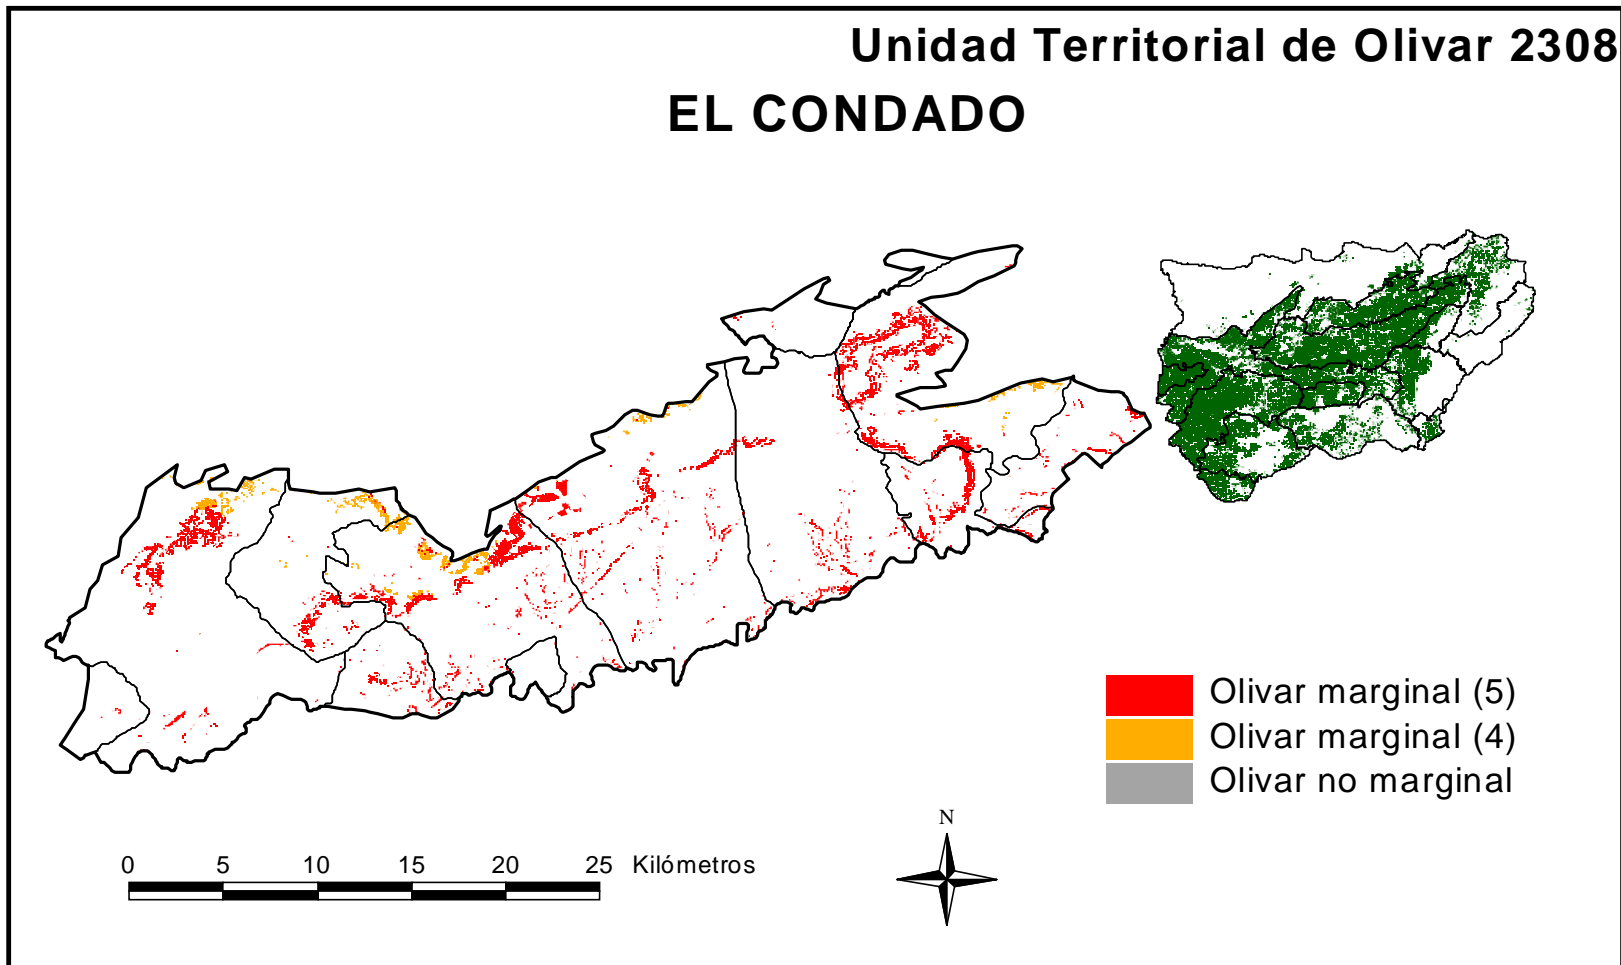 Unidad Territorial de Olivar 2308
EL CONDADO
Olivar marginal (5)
Olivar marginal (4)
Olivar no marginal
N
0 5 10 15 20 25 Kilómetros